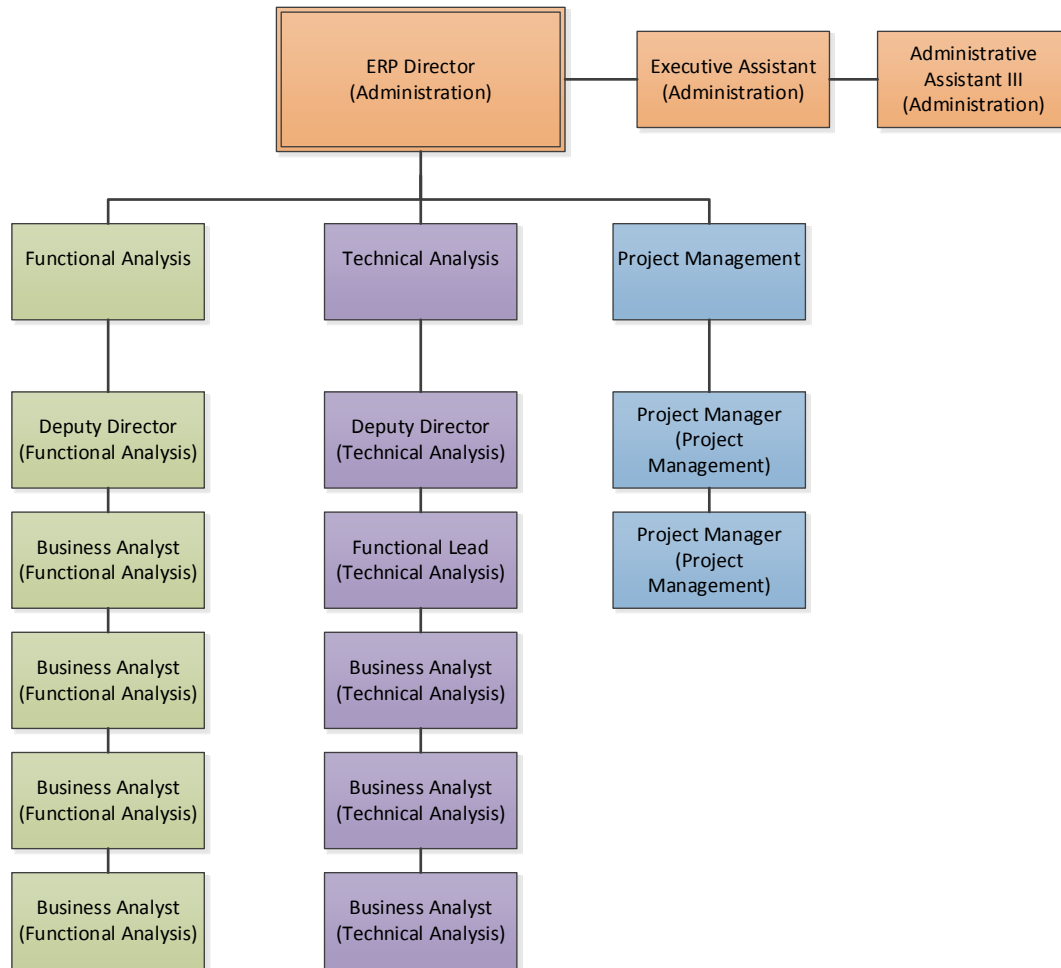 ERP Director
(Administration)
Executive Assistant
(Administration)
Administrative
Assistant III
(Administration)
Functional Analysis
Technical Analysis
Project Management
Deputy Director
(Functional Analysis)
Deputy Director
(Technical Analysis)
Project Manager
(Project
Management)
Business Analyst
(Functional Analysis)
Functional Lead
(Technical Analysis)
Project Manager
(Project
Management)
Business Analyst
(Functional Analysis)
Business Analyst
(Technical Analysis)
Business Analyst
(Functional Analysis)
Business Analyst
(Technical Analysis)
Business Analyst
(Functional Analysis)
Business Analyst
(Technical Analysis)